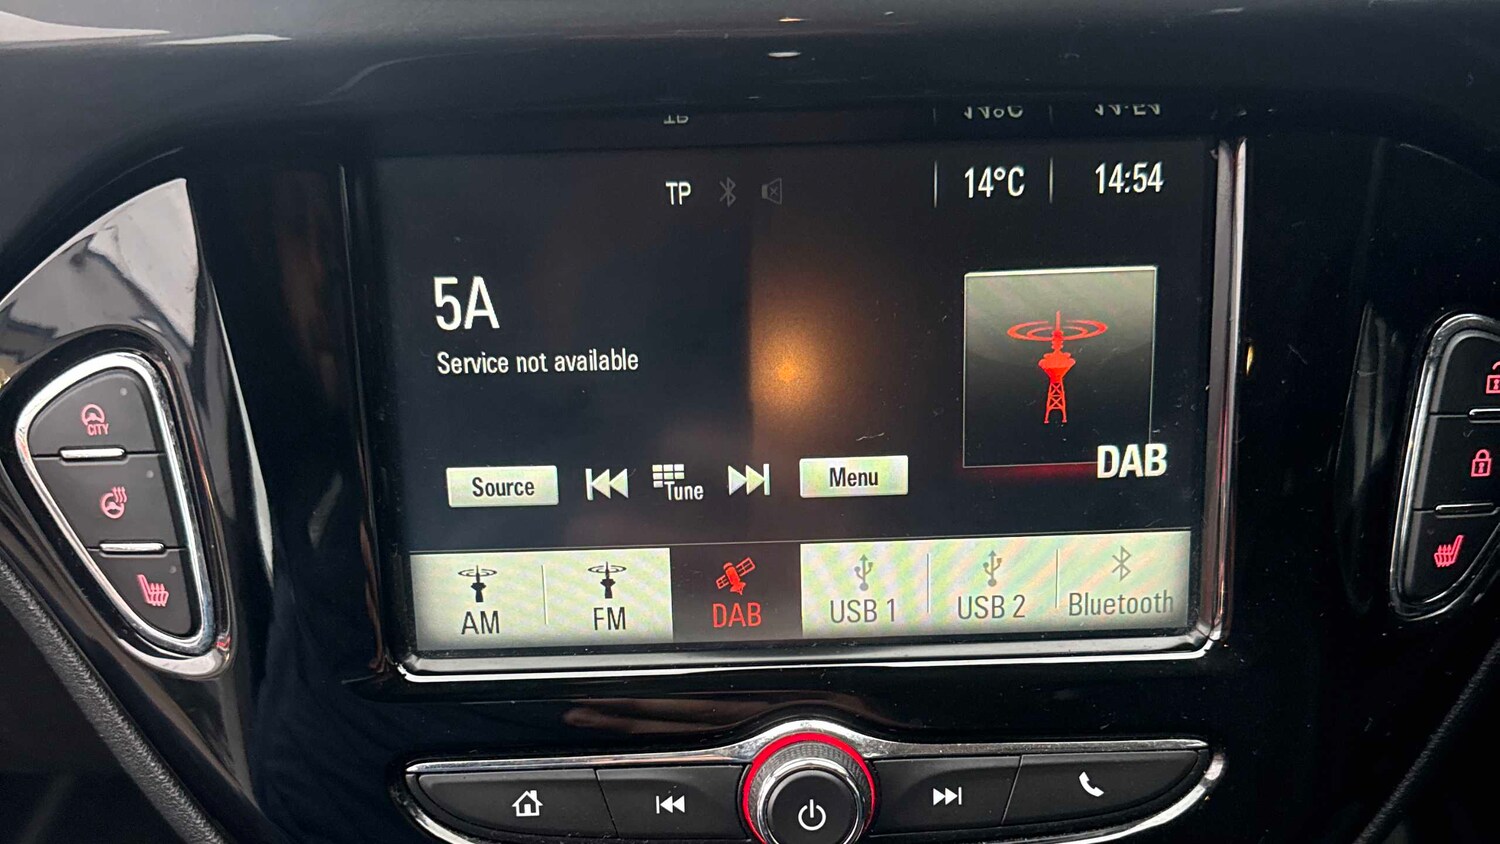 TP 14°C 14:54
5A
Service not available
DAB
Source Tune Menu
AM FM DAB USB 1 USB 2 Bluetooth
CITY